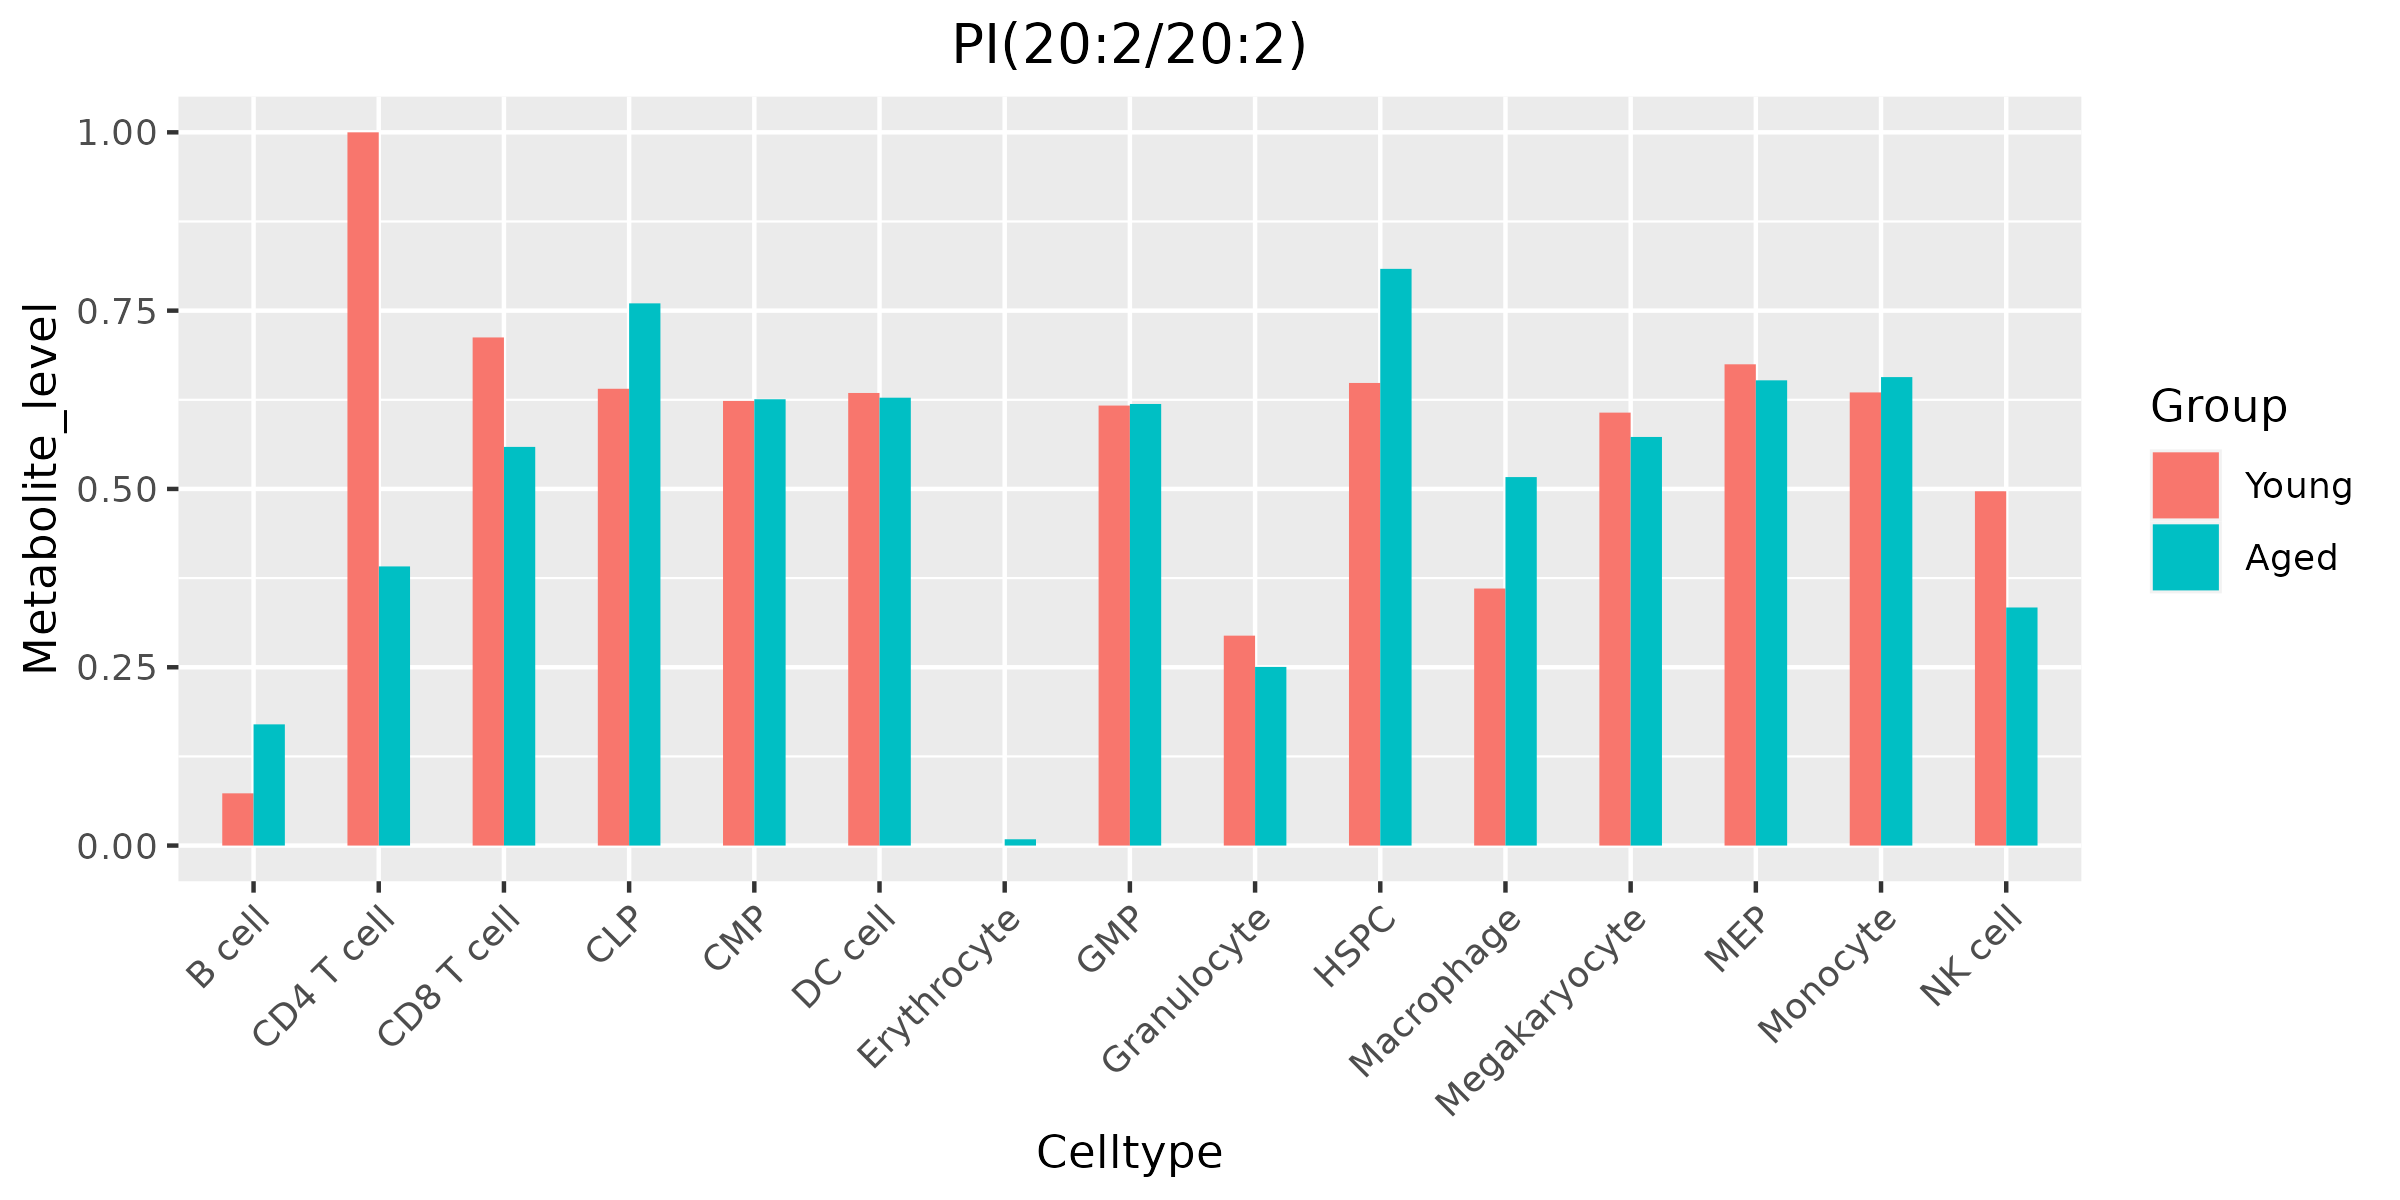 PI(20:2/20:2)
Metabolite_level
1.00
0.75
0.50
0.25
0.00
B cell
CD4 T cell
CD8 T cell
CLP
CMP
DC cell
Erythrocyte
GMP
Granulocyte
HSPC
Macrophage
Megakaryocyte
MEP
Monocyte
NK cell
Celltype
Group
Young
Aged